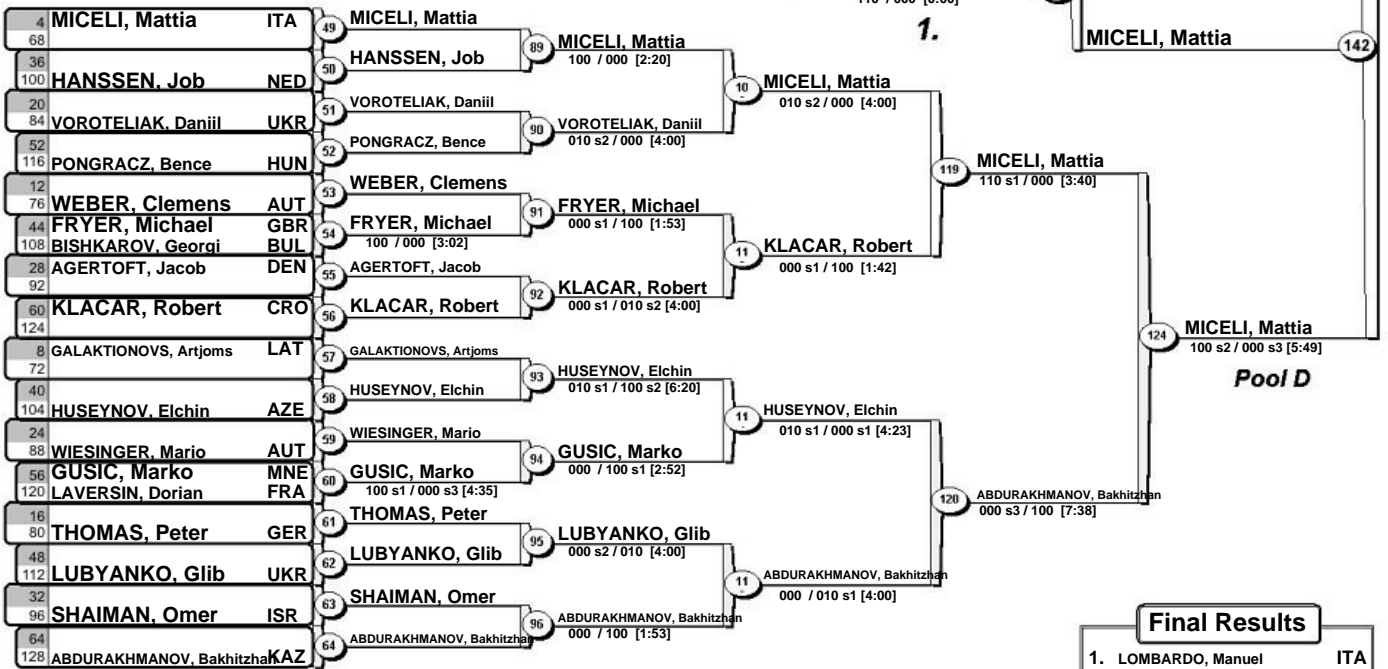 4 MICELI, Mattia ITA
68
36
100 HANSSEN, Job NED
20
84 VOROTELIAK, Daniil UKR
52
116 PONGRACZ, Bence HUN
12
76 WEBER, Clemens AUT
44 FRYER, Michael GBR
108 BISHKAROV, Georgi BUL
28 AGERTOFT, Jacob DEN
92
60 KLACAR, Robert CRO
124
8 GALAKTIONOVS, Artjoms LAT
72
40
104 HUSEYNOV, Elchin AZE
24
88 WIESINGER, Mario AUT
56 GUSIC, Marko MNE
120 LAVERSIN, Dorian FRA
16
80 THOMAS, Peter GER
48
112 LUBYANKO, Glib UKR
32
96 SHAIMAN, Omer ISR
64
128 ABDURAKHMANOV, Bakhitzhan KAZ
49 MICELI, Mattia
50 HANSSEN, Job
51 VOROTELIAK, Daniil
52 PONGRACZ, Bence
53 WEBER, Clemens
54 FRYER, Michael
100 / 000 [3:02]
55 AGERTOFT, Jacob
56 KLACAR, Robert
57 GALAKTIONOVS, Artjoms
58 HUSEYNOV, Elchin
59 WIESINGER, Mario
60 GUSIC, Marko
100 s1 / 000 s3 [4:35]
61 THOMAS, Peter
62 LUBYANKO, Glib
63 SHAIMAN, Omer
64 ABDURAKHMANOV, Bakhitzhan
89 MICELI, Mattia
100 / 000 [2:20]
90 VOROTELIAK, Daniil
010 s2 / 000 [4:00]
91 FRYER, Michael
000 s1 / 100 [1:53]
92 KLACAR, Robert
000 s1 / 010 s2 [4:00]
93 HUSEYNOV, Elchin
010 s1 / 100 s2 [6:20]
94 GUSIC, Marko
000 / 100 s1 [2:52]
95 LUBYANKO, Glib
000 s2 / 010 [4:00]
96 ABDURAKHMANOV, Bakhitzhan
000 / 100 [1:53]
10 MICELI, Mattia
010 s2 / 000 [4:00]
11 KLACAR, Robert
000 s1 / 100 [1:42]
11 HUSEYNOV, Elchin
010 s1 / 000 s1 [4:23]
11 ABDURAKHMANOV, Bakhitzhan
000 / 010 s1 [4:00]
119 MICELI, Mattia
110 s1 / 000 [3:40]
120 ABDURAKHMANOV, Bakhitzhan
000 s3 / 100 [7:38]
124 MICELI, Mattia
100 s2 / 000 s3 [5:49]
Pool D
1.
MICELI, Mattia 142
Final Results
1. LOMBARDO, Manuel ITA